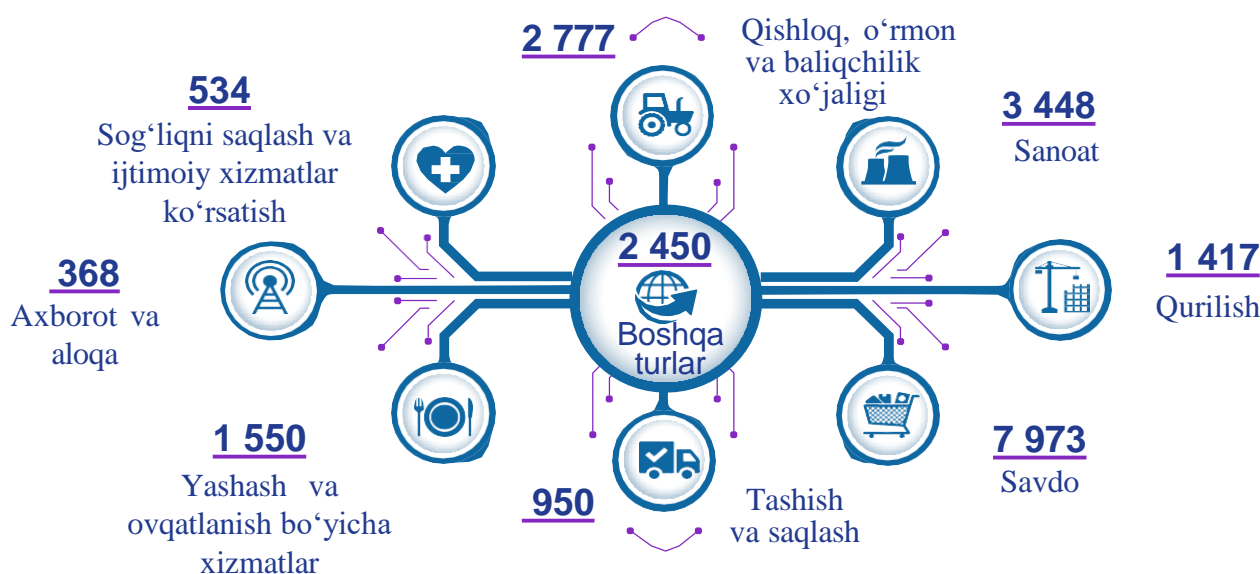 2 777
Qishloq, o‘rmon
va baliqchilik
xo‘jaligi
534
Sog‘liqni saqlash va
ijtimoiy xizmatlar
ko‘rsatish
3 448
Sanoat
368
Axborot va
aloqa
2 450
Boshqa
turlar
1 417
Qurilish
1 550
Yashash va
ovqatlanish bo‘yicha
xizmatlar
950
Tashish
va saqlash
7 973
Savdo